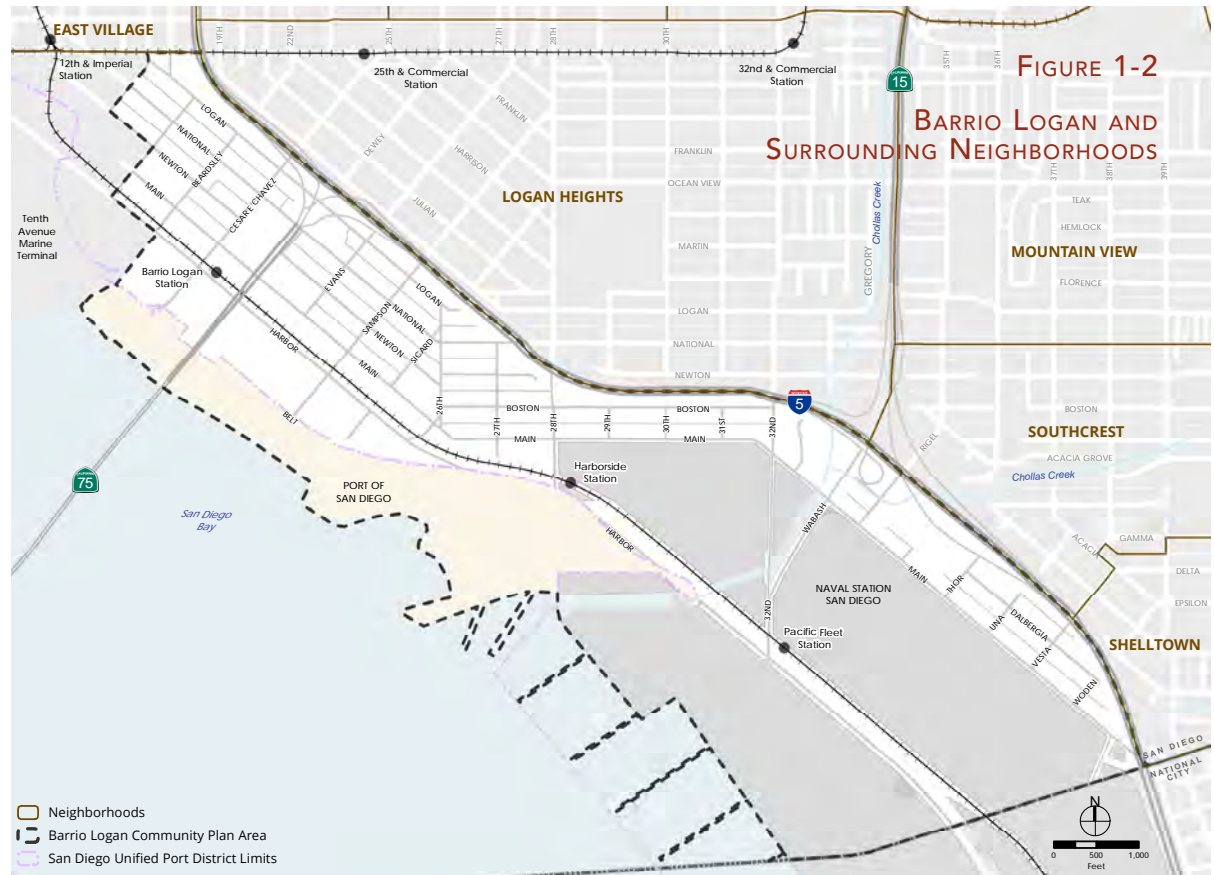 FIGURE 1-2
BARRIO LOGAN AND
SURROUNDING NEIGHBORHOODS
EAST VILLAGE
19TH
22ND
25TH
27TH
28TH
30TH
35TH
36TH
12th & Imperial
Station
25th & Commercial
Station
32nd & Commercial
Station
CALIFORNIA
15
LOGAN
NATIONAL
NEWTON
MAIN
BEARDSLEY
CESAR E CHAVEZ
DEWEY
FRANKLIN
HARRISON
JULIAN
FRANKLIN
OCEAN VIEW
LOGAN HEIGHTS
MARTIN
LOGAN
NATIONAL
NEWTON
GREGORY
Chollas Creek
37TH
38TH
39TH
TEAK
HEMLOCK
MOUNTAIN VIEW
FLORENCE
Tenth
Avenue
Marine
Terminal
Barrio Logan
Station
EVANS
SAMPSON
LOGAN
NATIONAL
NEWTON
SICARD
MAIN
HARBOR
BELT
26TH
27TH
28TH
BOSTON
MAIN
29TH
30TH
31ST
BOSTON
MAIN
32ND
INTERSTATE
5
BOSTON
SOUTHCREST
ACACIA GROVE
Chollas Creek
RIGEL
CALIFORNIA
75
San Diego
Bay
PORT OF
SAN DIEGO
Harborside
Station
HARBOR
WABASH
32ND
NAVAL STATION
SAN DIEGO
Pacific Fleet
Station
MAIN
THOR
UNA
DALBERGIA
VESTA
WODEN
ACACIA
GAMMA
DELTA
EPSILON
SHELLTOWN
SAN DIEGO
NATIONAL
CITY
Neighborhoods
Barrio Logan Community Plan Area
San Diego Unified Port District Limits
N
0 500 1,000
Feet